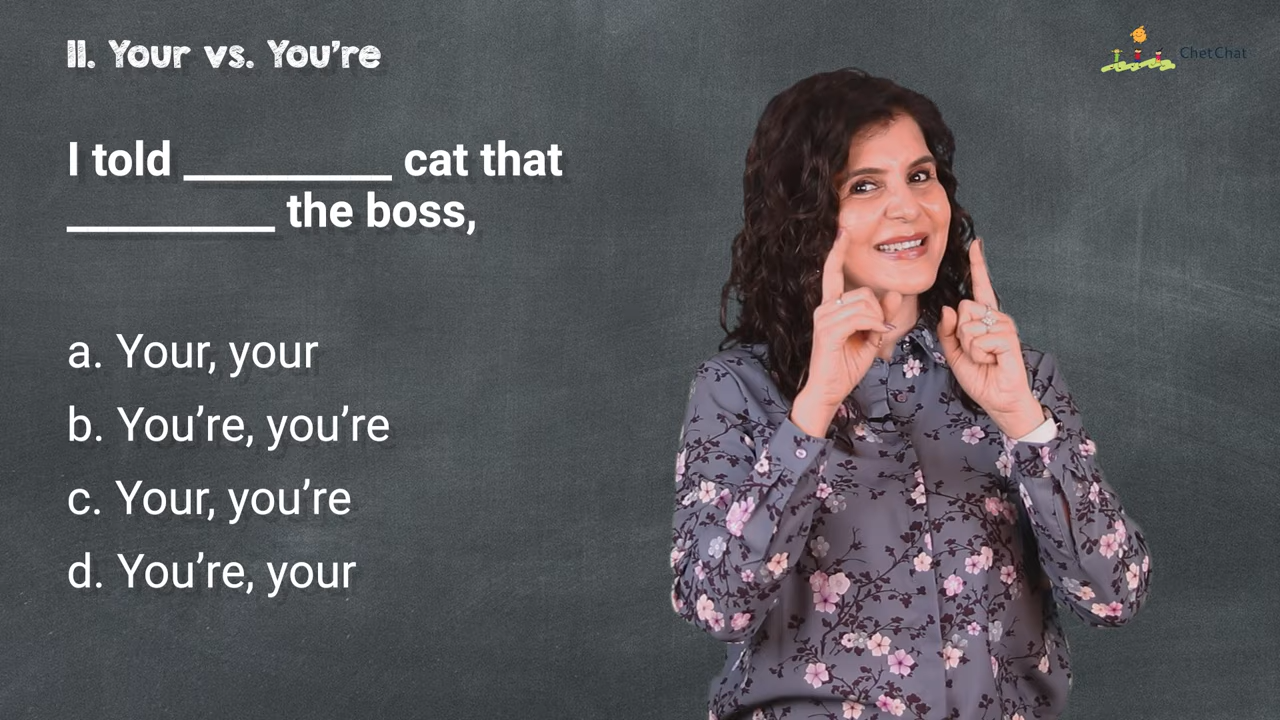 II. Your vs. You’re
ChetChat
I told _________ cat that
_________ the boss,
a. Your, your
b. You’re, you’re
c. Your, you’re
d. You’re, your